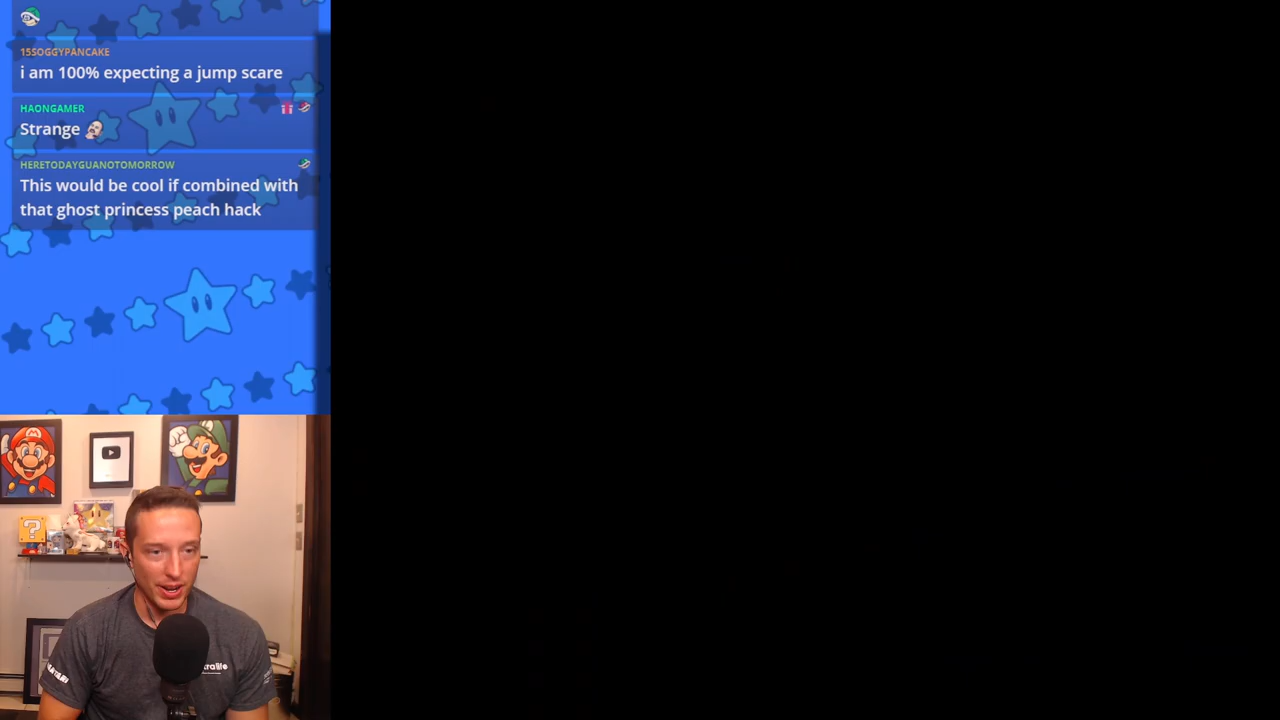 15SOGGYPANCAKE
i am 100% expecting a jump scare
HAONGAMER
Strange
HERETODAYGUANOTOMORROW
This would be cool if combined with
that ghost princess peach hack
?